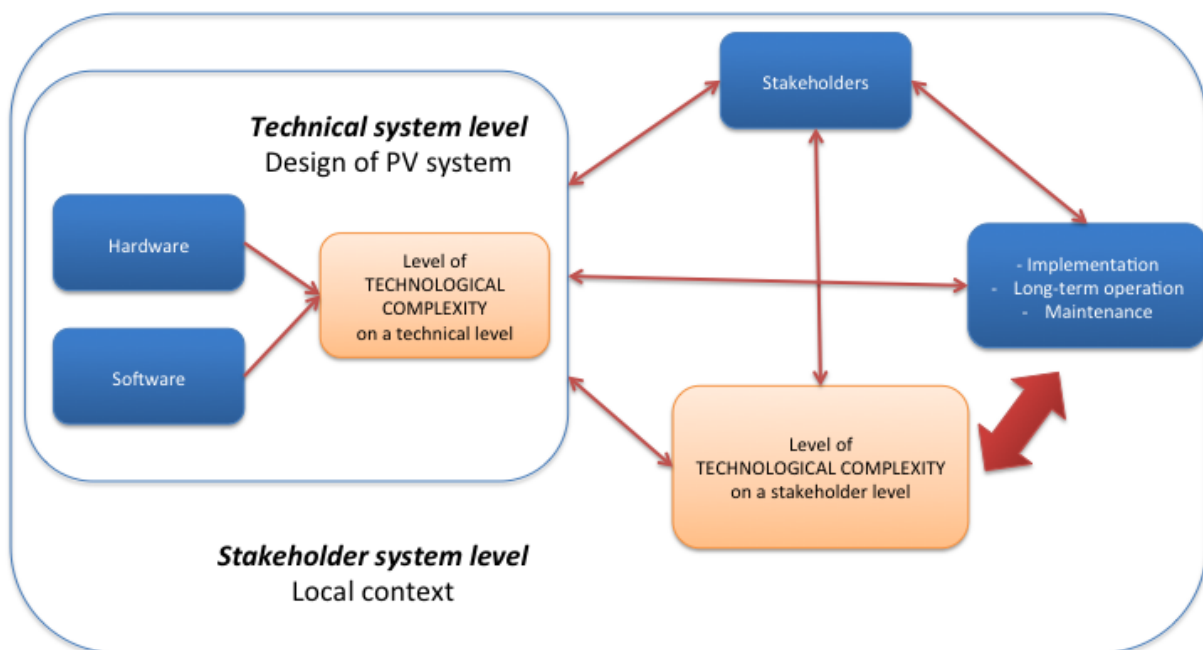 Technical system level
Design of PV system
Hardware
Software
Level of
TECHNOLOGICAL
COMPLEXITY
on a technical level
Stakeholders
- Implementation
- Long-term operation
- Maintenance
Level of
TECHNOLOGICAL COMPLEXITY
on a stakeholder level
Stakeholder system level
Local context